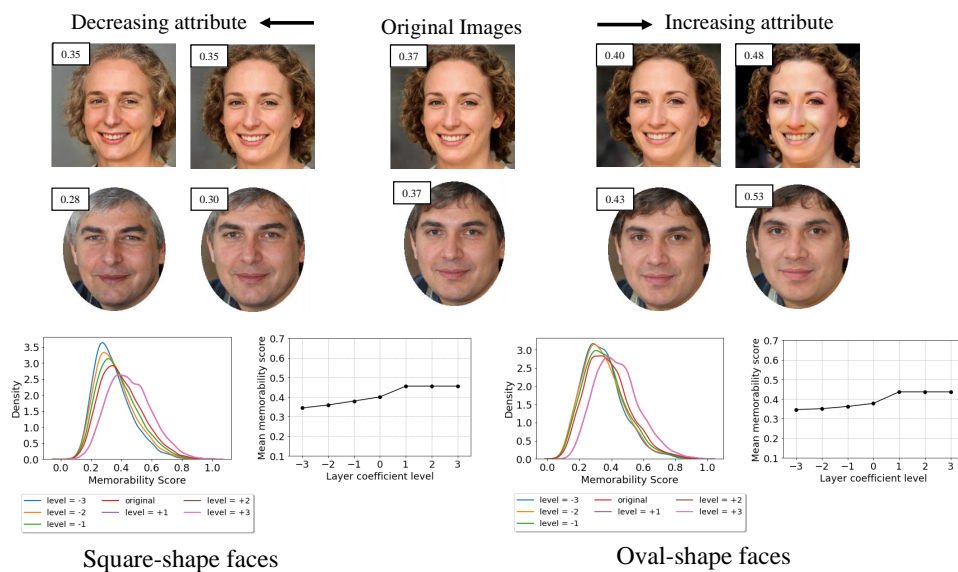 Decreasing attribute
Original Images
Increasing attribute
0.35
0.35
0.37
0.40
0.48
0.28
0.30
0.37
0.43
0.53
3.5
3.0
2.5
2.0
1.5
1.0
0.5
0.0
Density
0.0 0.2 0.4 0.6 0.8 1.0
Memorability Score
level = -3
level = -2
level = -1
original
level = +1
level = +2
level = +3
0.7
0.6
0.5
0.4
0.3
0.2
0.1
Mean memorability score
−3 −2 −1 0 1 2 3
Layer coefficient level
3.0
2.5
2.0
1.5
1.0
0.5
0.0
Density
0.0 0.2 0.4 0.6 0.8 1.0
Memorability Score
level = -3
level = -2
level = -1
original
level = +1
level = +2
level = +3
0.7
0.6
0.5
0.4
0.3
0.2
0.1
Mean memorability score
−3 −2 −1 0 1 2 3
Layer coefficient level
Square-shape faces
Oval-shape faces